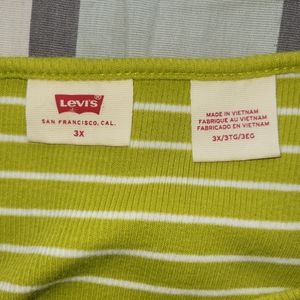 Levi's
SAN FRANCISCO, CAL.
3X
MADE IN VIETNAM
FABRIQUÉ AU VIETNAM
FABRICADO EN VIETNAM
3X/3TG/3EG